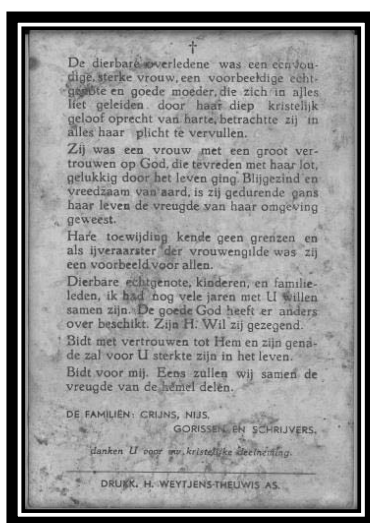 †
De dierbare overledene was een eenvou-
dige, sterke vrouw, een voorbeeldige echt-
genote en goede moeder, die zich in alles
liet geleiden door haar diep kristelijk
geloof oprecht van harte, betrachtte zij in
alles haar plicht te vervullen.
Zij was een vrouw met een groot ver-
trouwen op God, die tevreden met haar lot,
gelukkig door het leven ging. Blijgezind en
vreedzaam van aard, is zij gedurende gans
haar leven de vreugde van haar omgeving
geweest.
Hare toewijding kende geen grenzen en
als ijveraarster der vrouwengilde was zij
een voorbeeld voor allen.
Dierbare echtgenote, kinderen, en familie-
leden, ik had nog vele jaren met U willen
samen zijn. De goede God heeft er anders
over beschikt. Zijn H. Wil zij gezegend.
Bidt met vertrouwen tot Hem en zijn gena-
de zal voor U sterkte zijn in het leven.
Bidt voor mij. Eens zullen wij samen de
vreugde van de hemel delen.
DE FAMILIËN: CRIJNS, NIJS,
GORISSEN EN SCHRIJVERS,
danken U voor uw kristelijke deelneming.
DRUKK. H. WEYTJENS-THEUWIS AS.